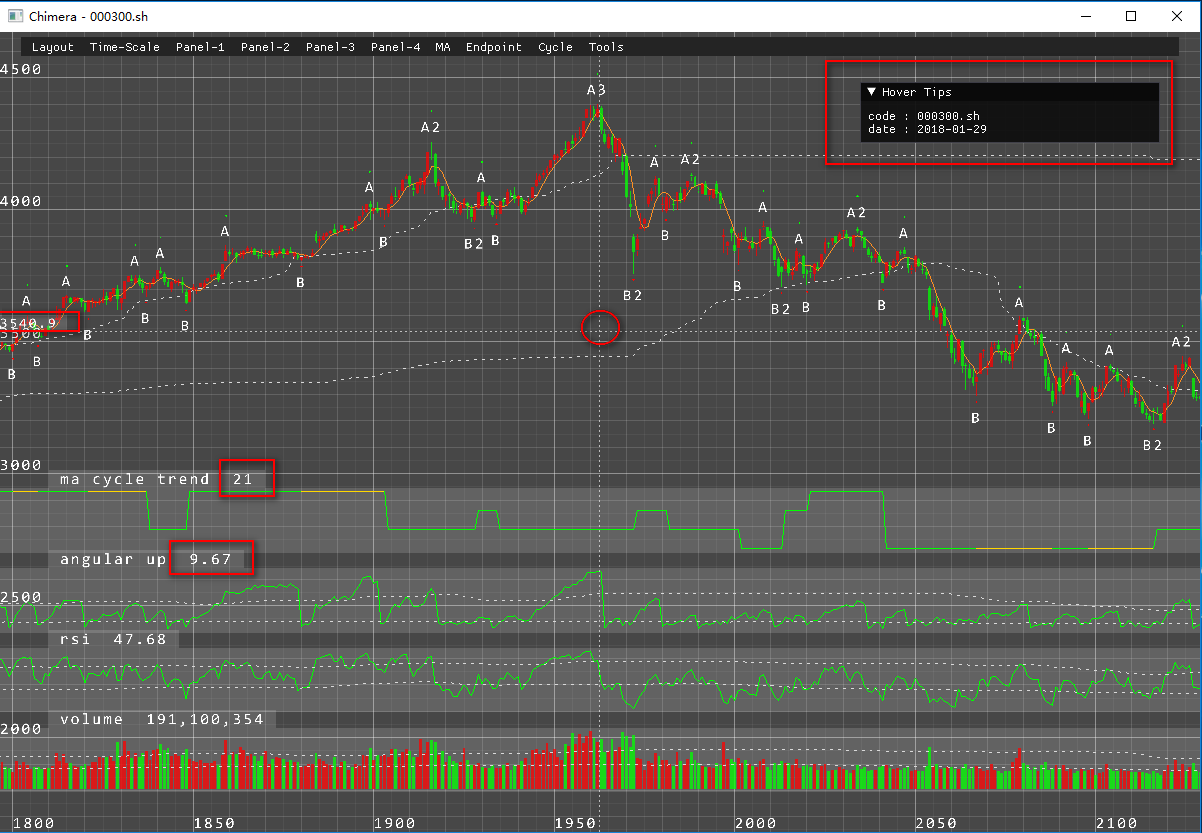 Chimera - 000300.sh
Layout Time-Scale Panel-1 Panel-2 Panel-3 Panel-4 MA Endpoint Cycle Tools
4500
A3
▼ Hover Tips
code : 000300.sh
date : 2018-01-29
A2
A A2
A A
4000
A A2
A A A
B B2 B B
A A
B B2
A
B B2 B B
A A
3540.9
3500
B B B
A A A2
B B
B B
B B
B2
3000
ma cycle trend 21
angular up 9.67
2500
rsi 47.68
volume 191,100,354
2000
1800 1850 1900 1950 2000 2050 2100